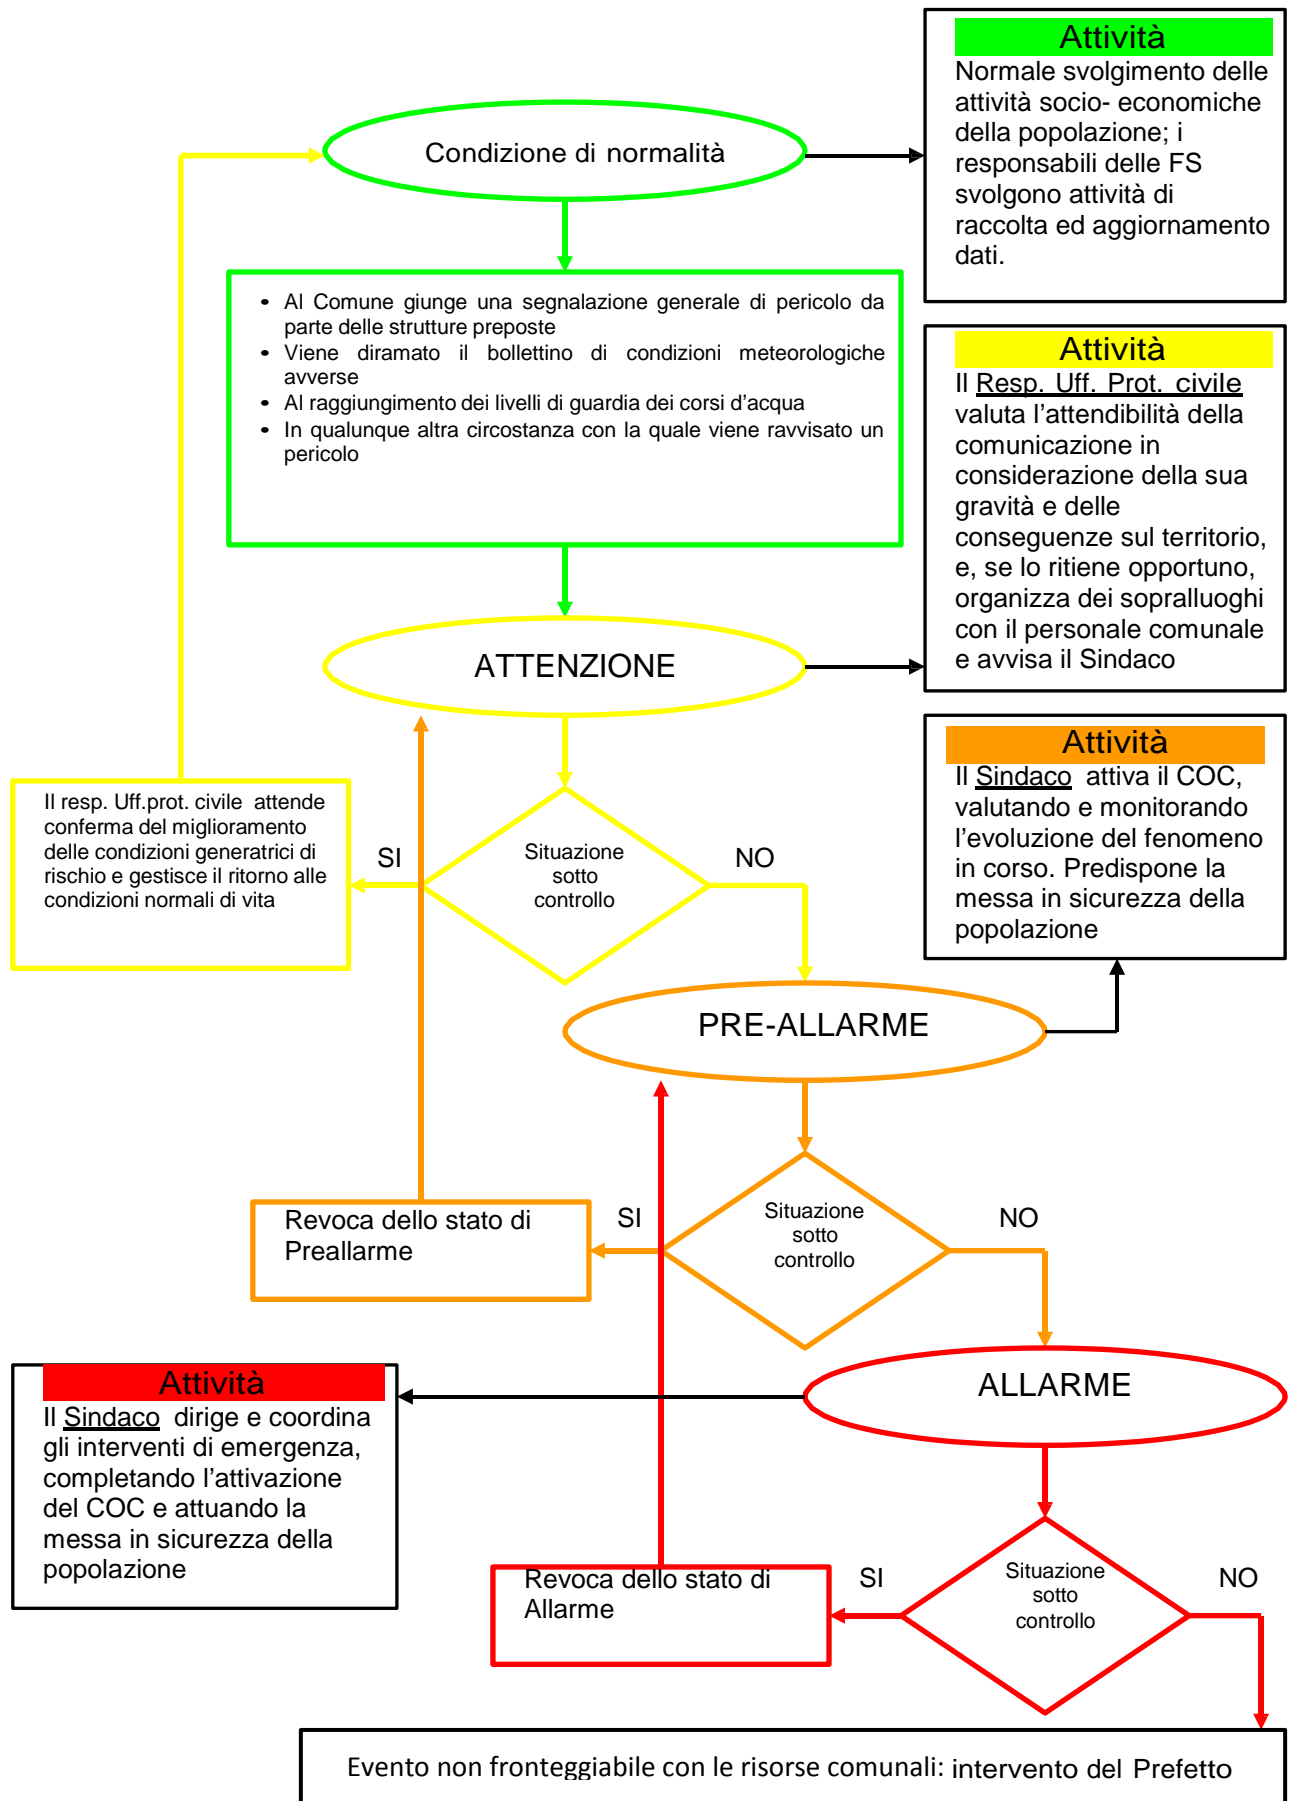 Attività
Normale svolgimento delle
attività socio- economiche
della popolazione; i
responsabili delle FS
svolgono attività di
raccolta ed aggiornamento
dati.
Condizione di normalità
• Al Comune giunge una segnalazione generale di pericolo da
parte delle strutture preposte
• Viene diramato il bollettino di condizioni meteorologiche
avverse
• Al raggiungimento dei livelli di guardia dei corsi d'acqua
• In qualunque altra circostanza con la quale viene ravvisato un
pericolo
Attività
Il Resp. Uff. Prot. civile
valuta l'attendibilità della
comunicazione in
considerazione della sua
gravità e delle
conseguenze sul territorio,
e, se lo ritiene opportuno,
organizza dei sopralluoghi
con il personale comunale
e avvisa il Sindaco
ATTENZIONE
Attività
Il Sindaco attiva il COC,
valutando e monitorando
l'evoluzione del fenomeno
in corso. Predispone la
messa in sicurezza della
popolazione
Il resp. Uff.prot. civile attende
conferma del miglioramento
delle condizioni generatrici di
rischio e gestisce il ritorno alle
condizioni normali di vita
SI
Situazione
sotto
controllo
NO
PRE-ALLARME
Revoca dello stato di
Preallarme
SI
Situazione
sotto
controllo
NO
Attività
Il Sindaco dirige e coordina
gli interventi di emergenza,
completando l'attivazione
del COC e attuando la
messa in sicurezza della
popolazione
ALLARME
Revoca dello stato di
Allarme
SI
Situazione
sotto
controllo
NO
Evento non fronteggiabile con le risorse comunali: intervento del Prefetto